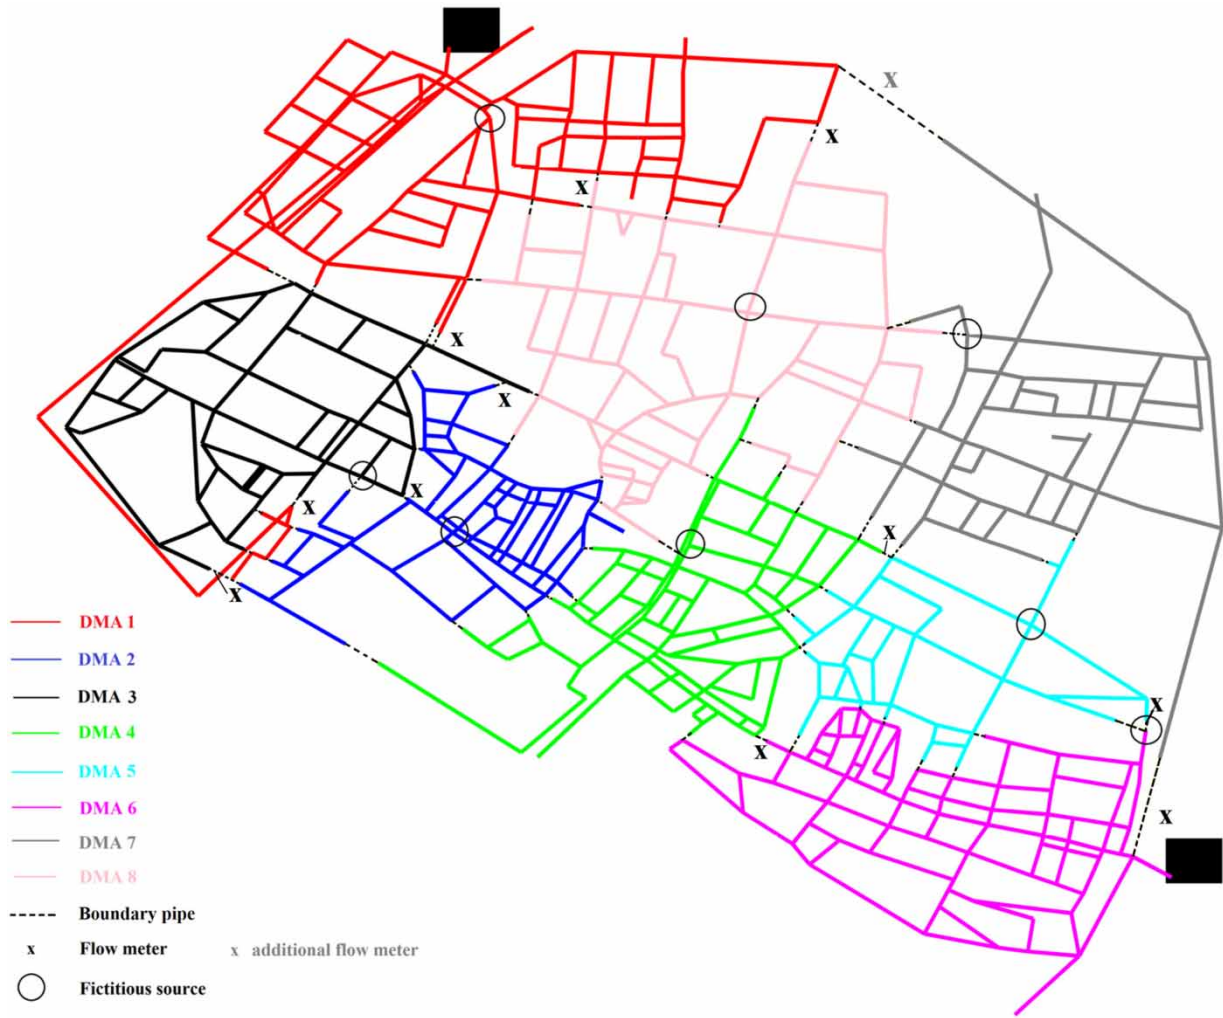 x
x
x
x
x
x
x
x
x
x
x
x
x
DMA 1
DMA 2
DMA 3
DMA 4
DMA 5
DMA 6
DMA 7
DMA 8
Boundary pipe
x Flow meter x additional flow meter
Fictitious source